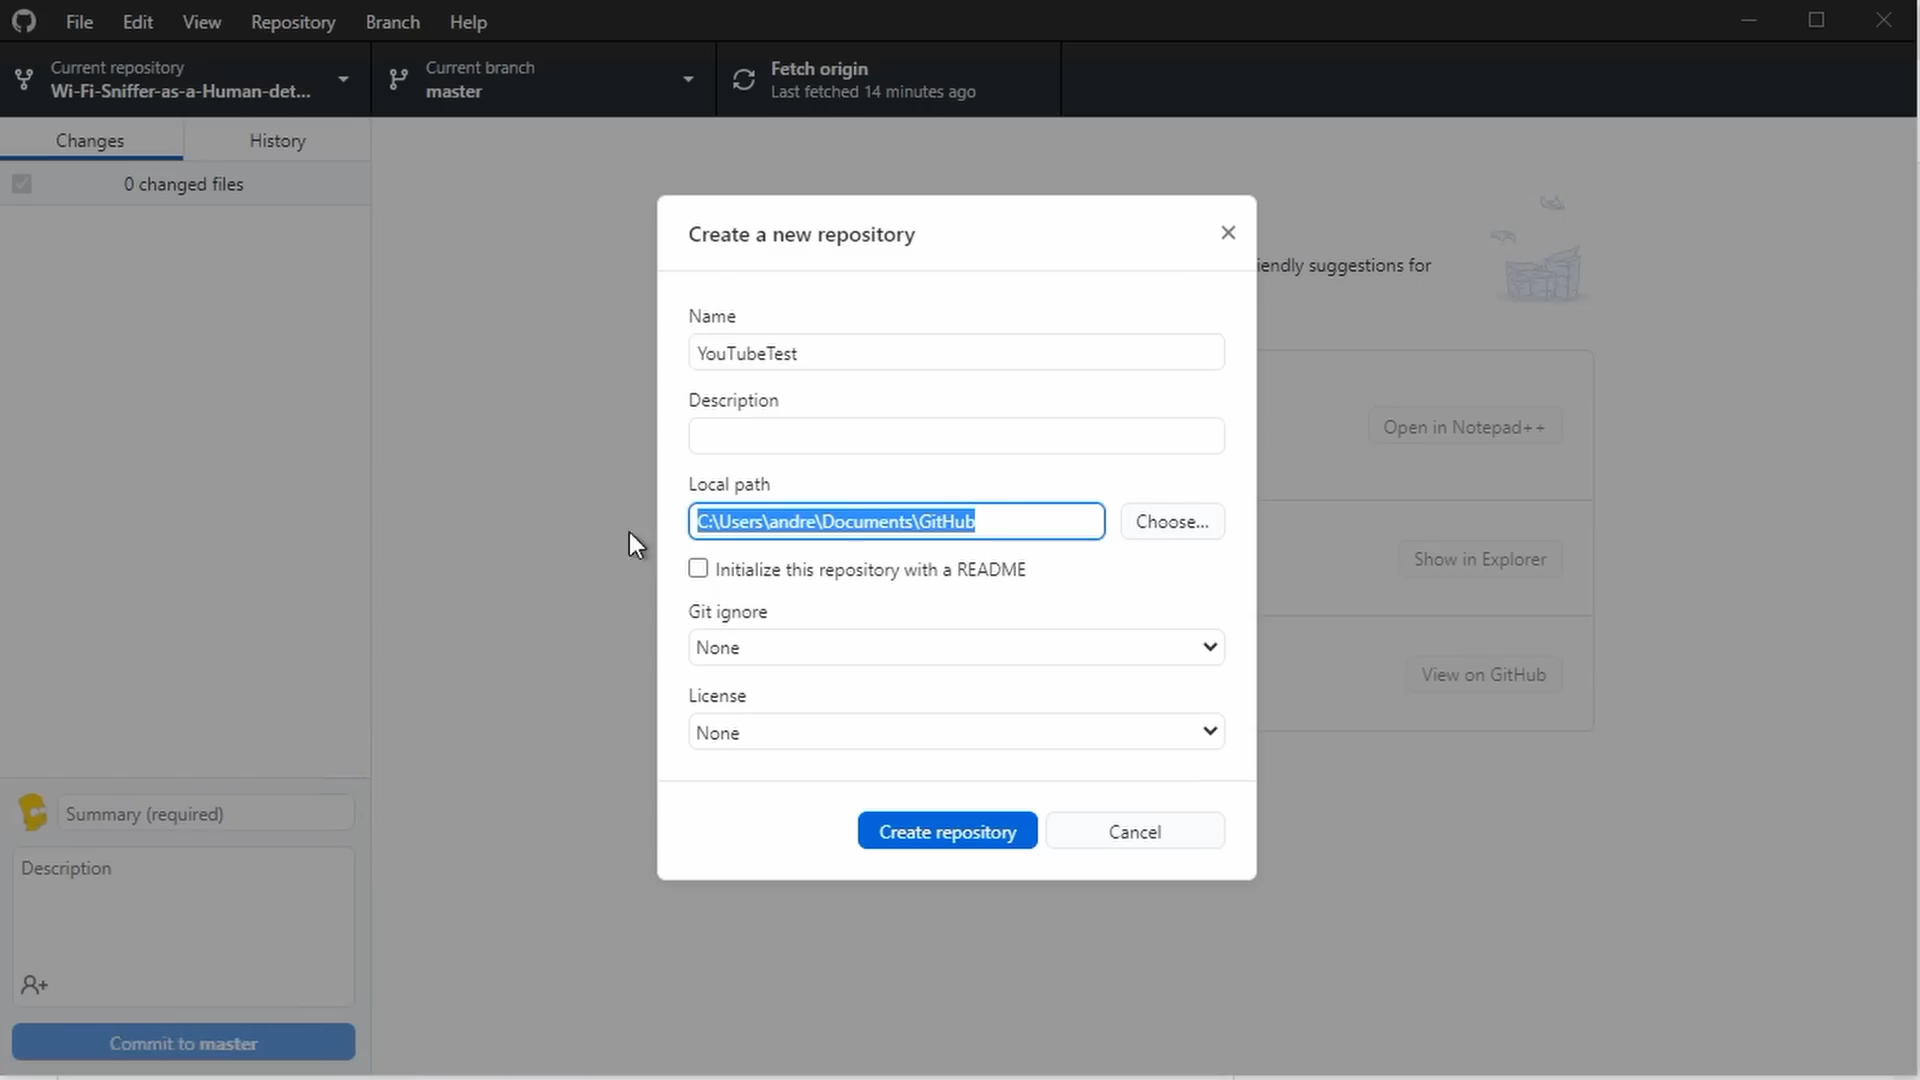 File Edit View Repository Branch Help
Current repository
Wi-Fi-Sniffer-as-a-Human-det...
Current branch
master
Fetch origin
Last fetched 14 minutes ago
Changes
History
0 changed files
Create a new repository
iendly suggestions for
Name
YouTubeTest
Description
Open in Notepad++
Local path
C:\Users\andre\Documents\GitHub
Choose...
Show in Explorer
Initialize this repository with a README
Git ignore
None
View on GitHub
License
None
Create repository
Cancel
Summary (required)
Description
Commit to master